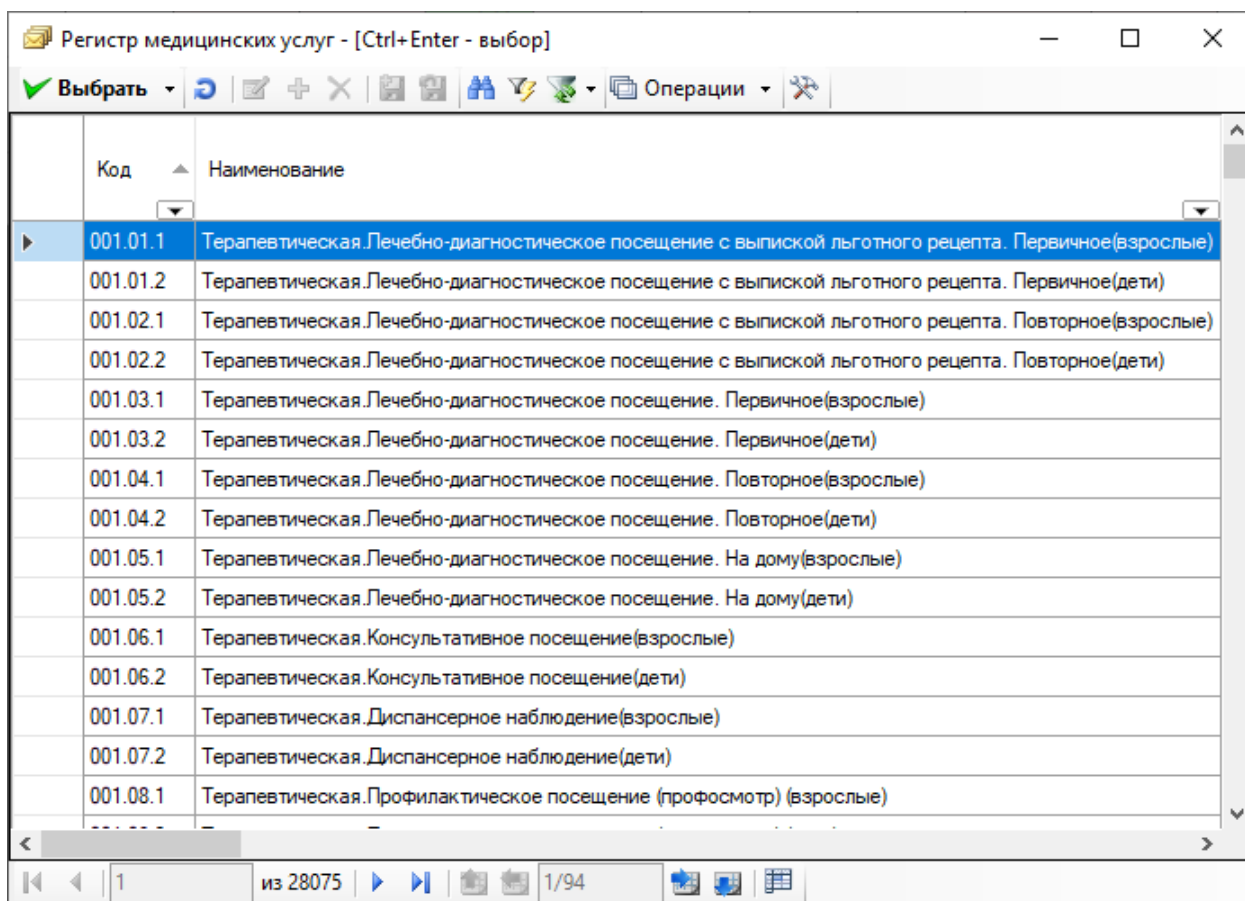 Регистр медицинских услуг - [Ctrl+Enter - выбор]
Выбрать Операции
Код Наименование
001.01.1 Терапевтическая.Лечебно-диагностическое посещение с выпиской льготного рецепта. Первичное(взрослые)
001.01.2 Терапевтическая.Лечебно-диагностическое посещение с выпиской льготного рецепта. Первичное(дети)
001.02.1 Терапевтическая.Лечебно-диагностическое посещение с выпиской льготного рецепта. Повторное(взрослые)
001.02.2 Терапевтическая.Лечебно-диагностическое посещение с выпиской льготного рецепта. Повторное(дети)
001.03.1 Терапевтическая.Лечебно-диагностическое посещение. Первичное(взрослые)
001.03.2 Терапевтическая.Лечебно-диагностическое посещение. Первичное(дети)
001.04.1 Терапевтическая.Лечебно-диагностическое посещение. Повторное(взрослые)
001.04.2 Терапевтическая.Лечебно-диагностическое посещение. Повторное(дети)
001.05.1 Терапевтическая.Лечебно-диагностическое посещение. На дому(взрослые)
001.05.2 Терапевтическая.Лечебно-диагностическое посещение. На дому(дети)
001.06.1 Терапевтическая.Консультативное посещение(взрослые)
001.06.2 Терапевтическая.Консультативное посещение(дети)
001.07.1 Терапевтическая.Диспансерное наблюдение(взрослые)
001.07.2 Терапевтическая.Диспансерное наблюдение(дети)
001.08.1 Терапевтическая.Профилактическое посещение (профосмотр) (взрослые)
1 из 28075 1/94